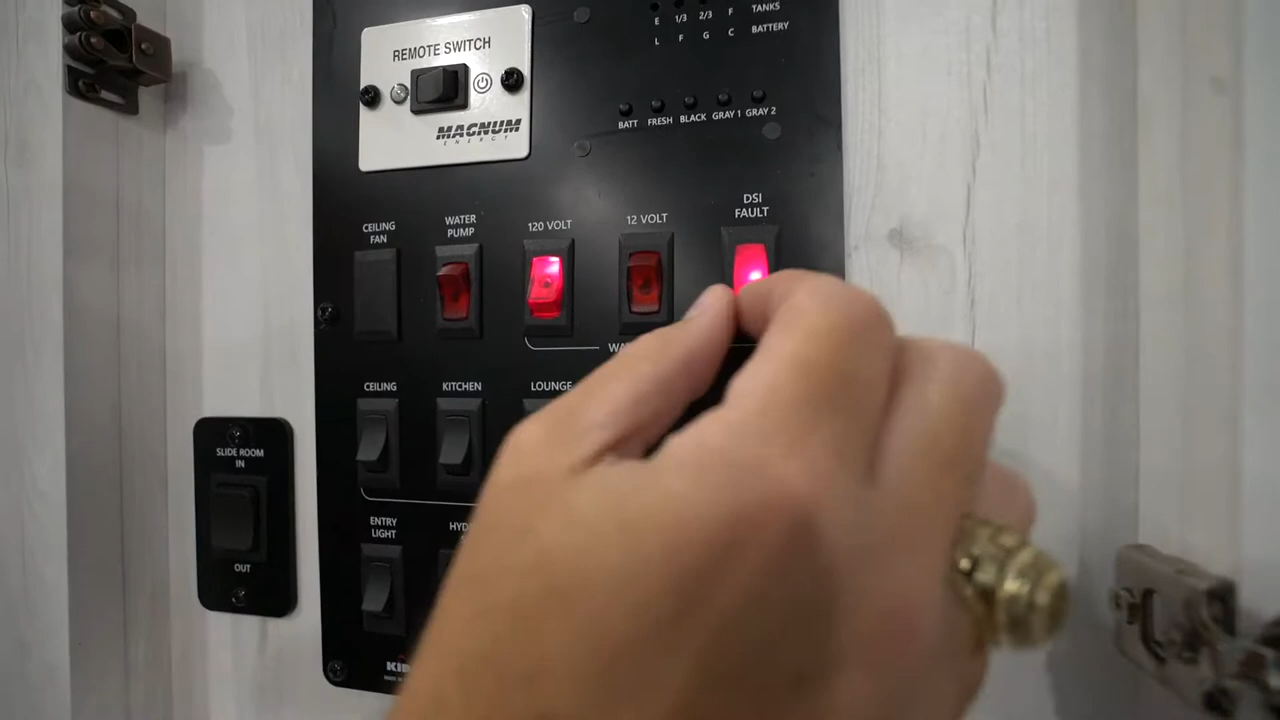 REMOTE SWITCH
MAGNUM
ENERGY
E 1/3 2/3 F TANKS
L F G C BATTERY
BATT FRESH BLACK GRAY 1 GRAY 2
CEILING
FAN
WATER
PUMP
120 VOLT
12 VOLT
DSI
FAULT
CEILING
KITCHEN
LOUNGE
SLIDE ROOM
IN
OUT
ENTRY
LIGHT